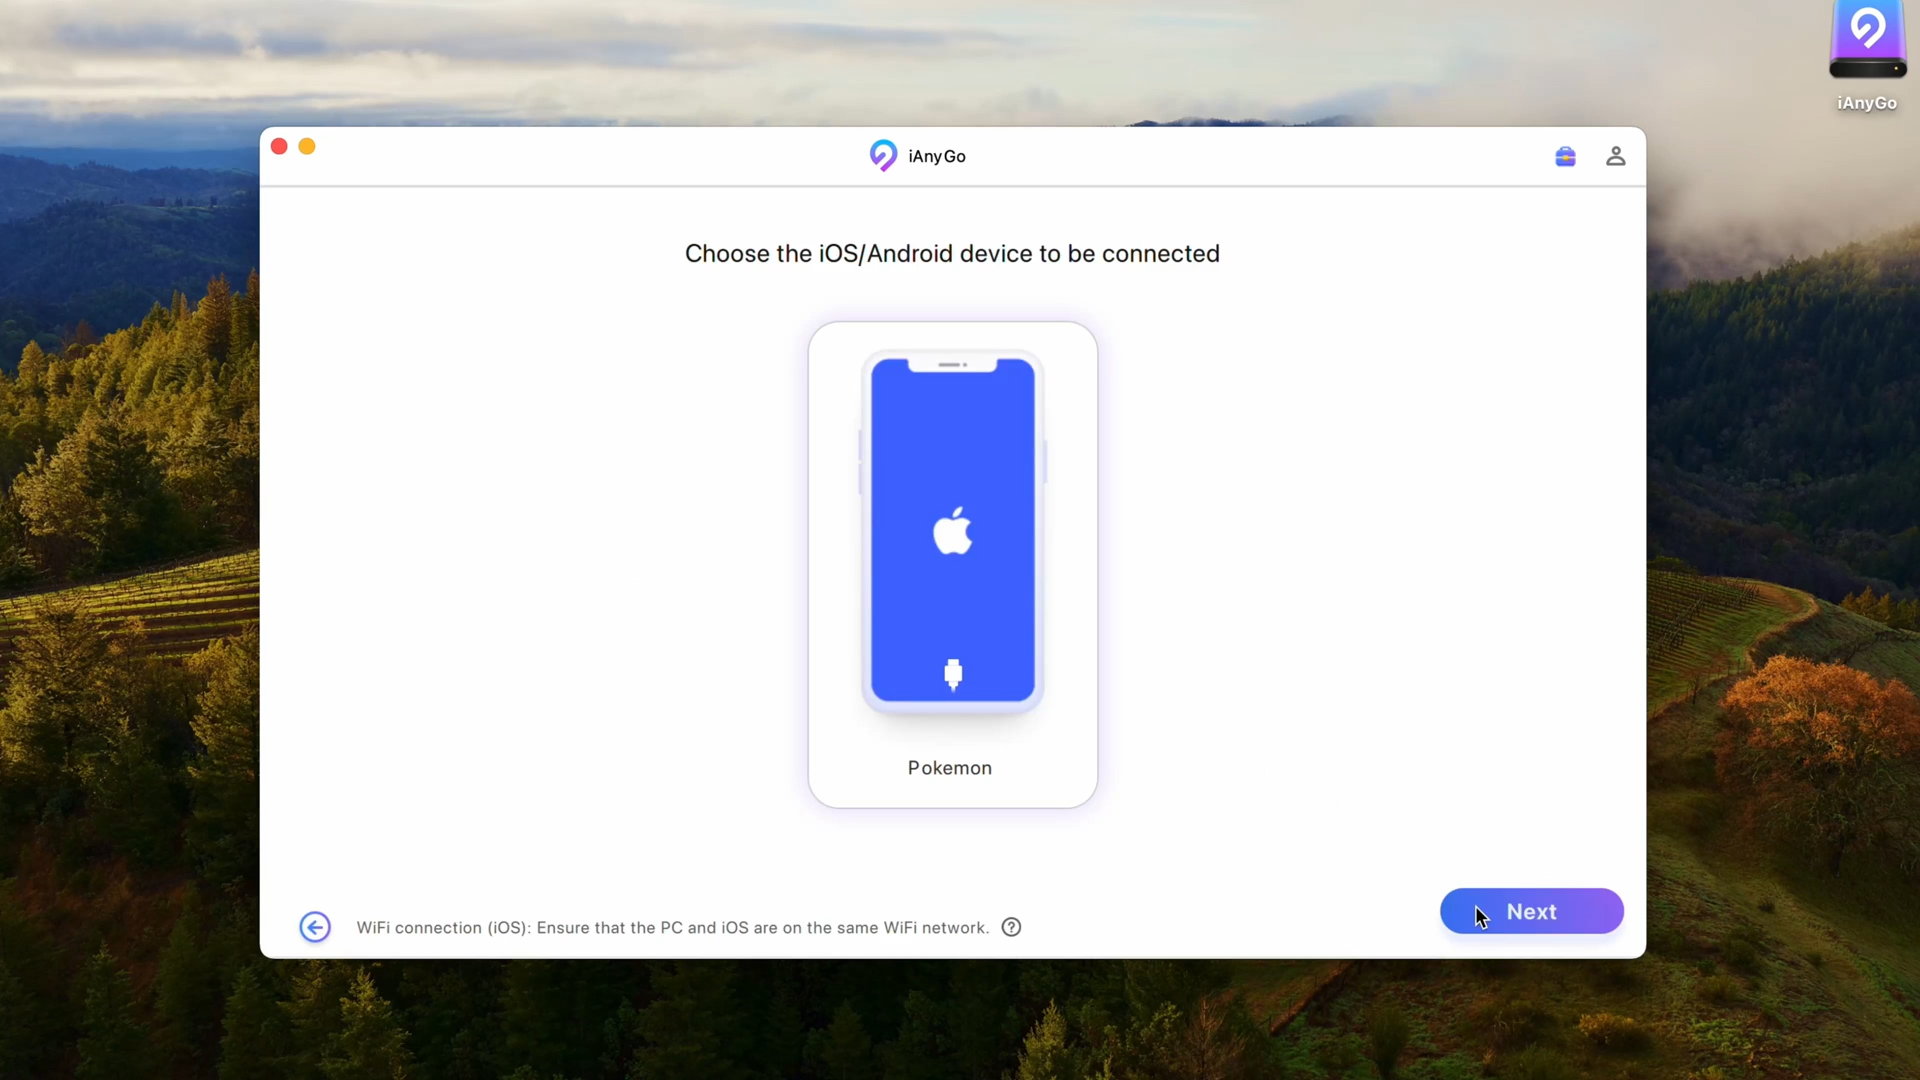 iAnyGo
iAnyGo
Choose the iOS/Android device to be connected
Pokemon
WiFi connection (iOS): Ensure that the PC and iOS are on the same WiFi network.
Next